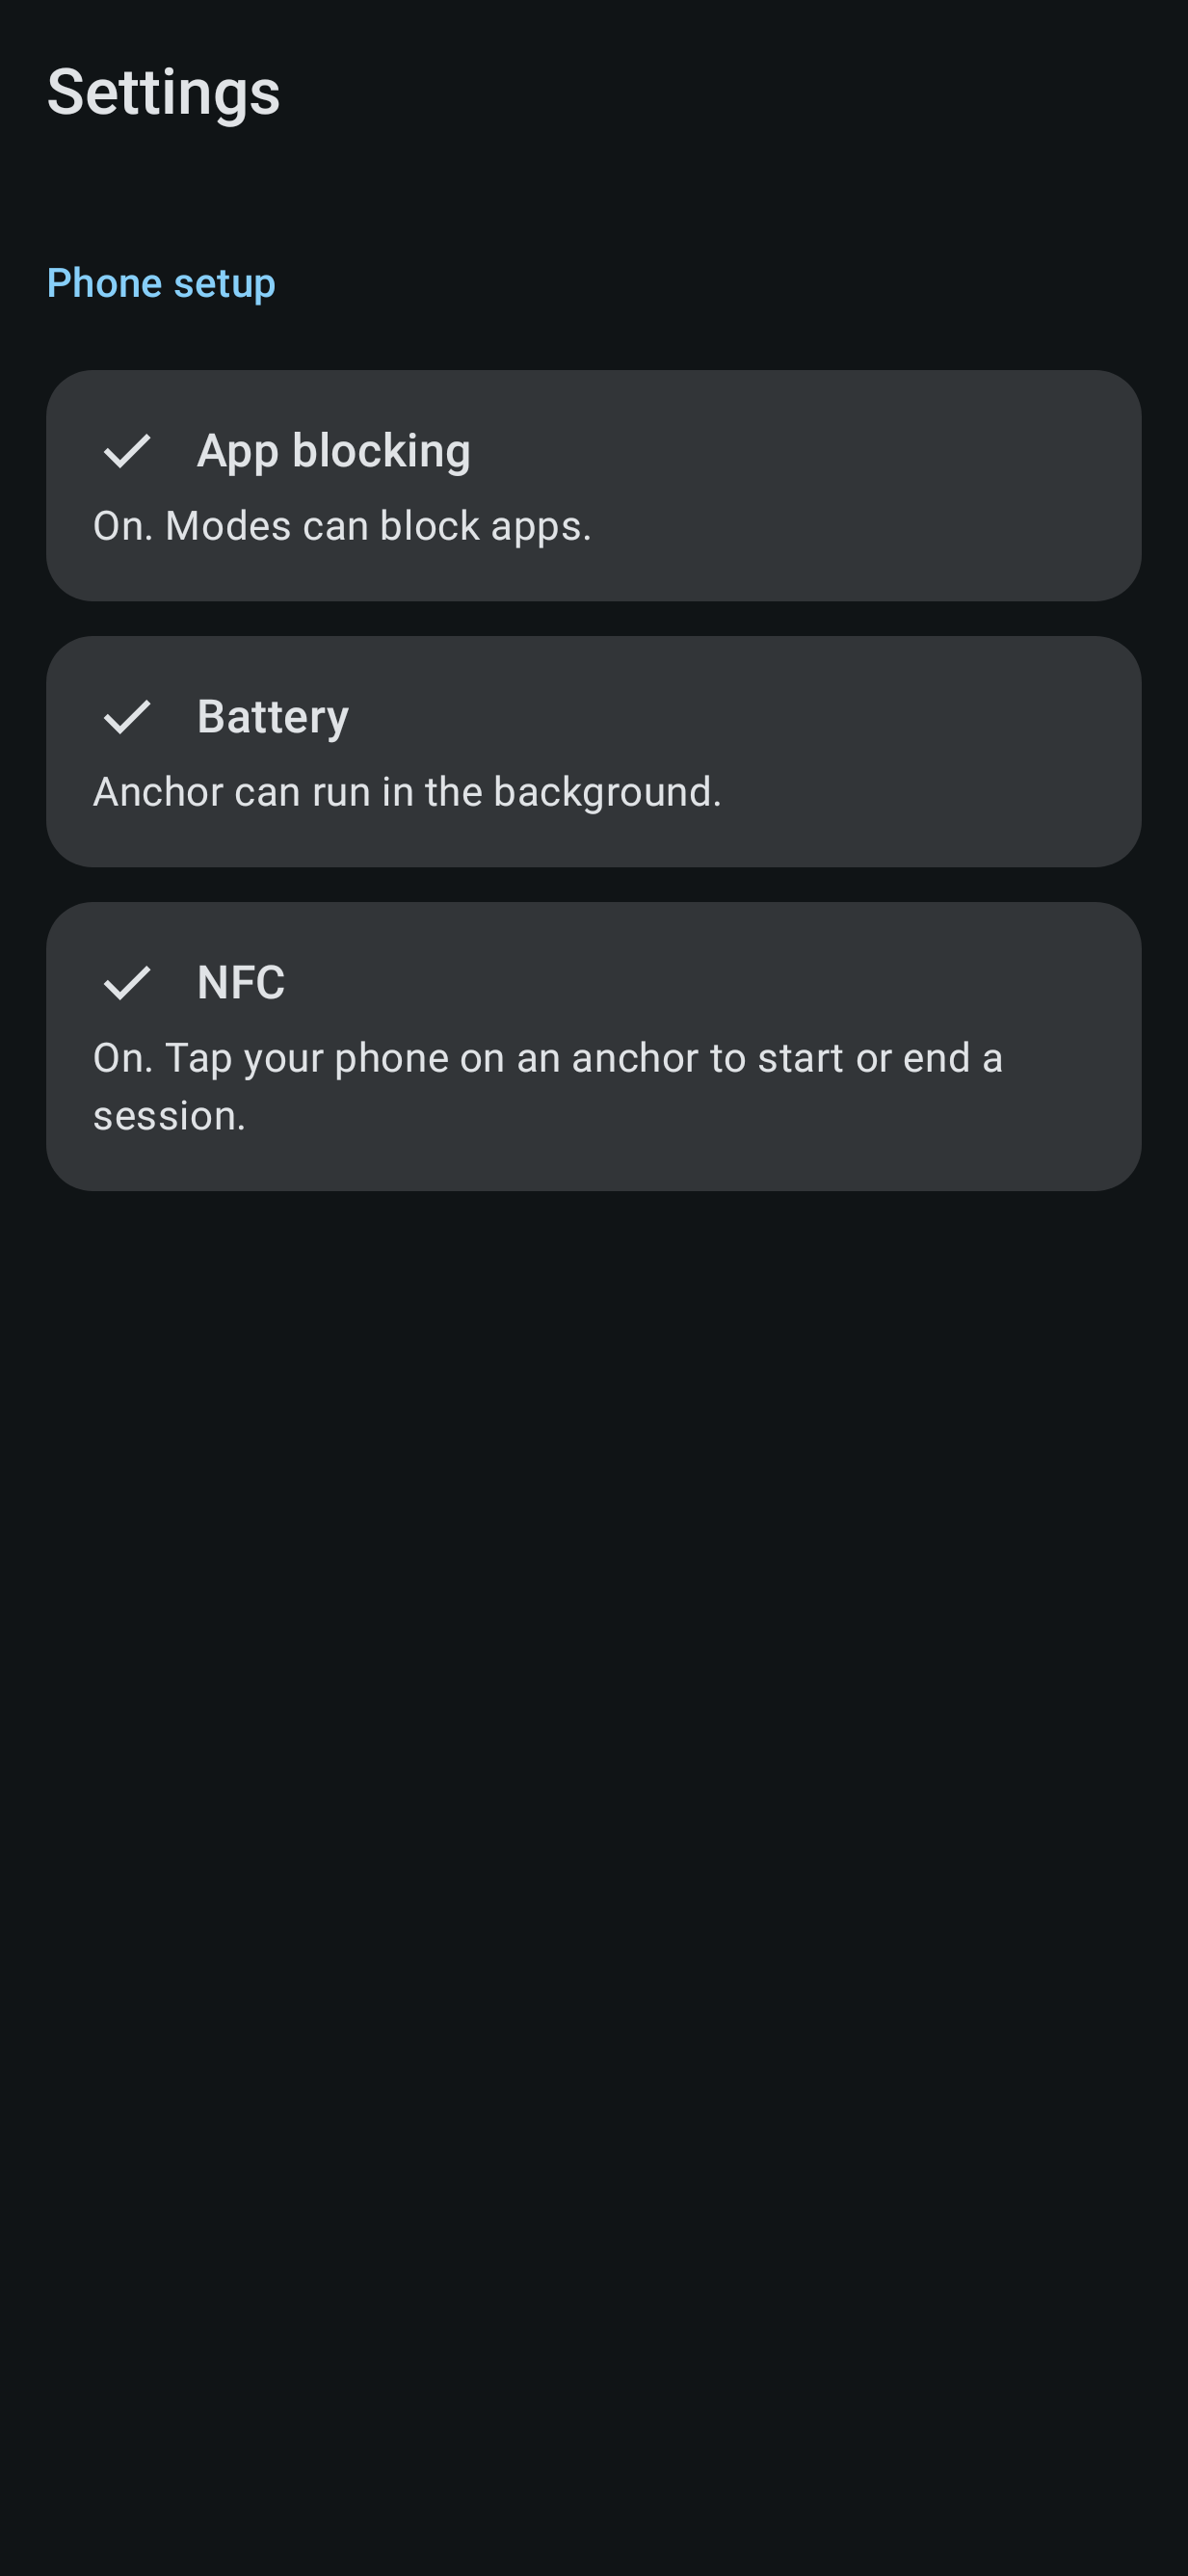 Settings
Phone setup
App blocking
On. Modes can block apps.
Battery
Anchor can run in the background.
NFC
On. Tap your phone on an anchor to start or end a
session.